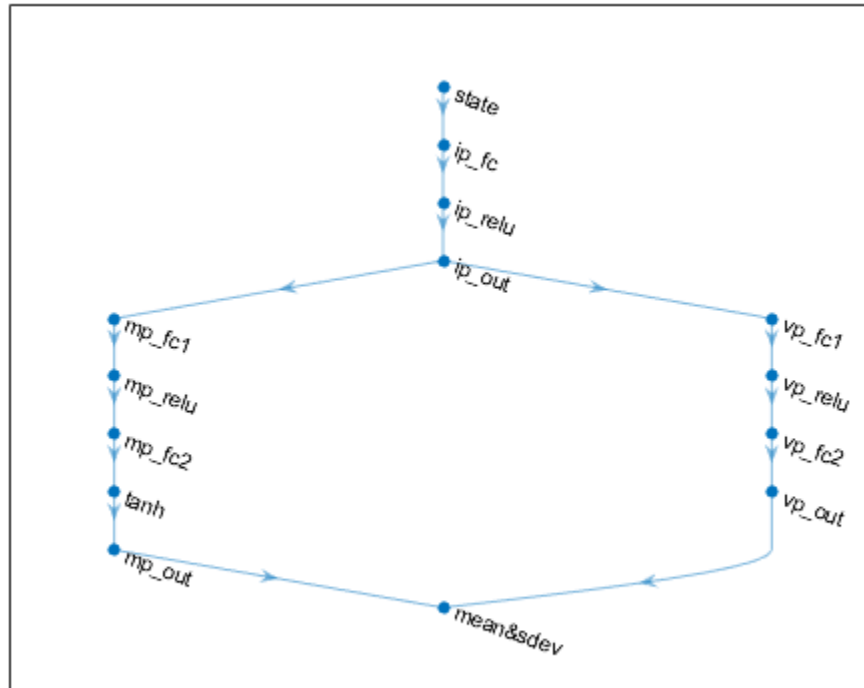 state
ip_fc
ip_relu
ip_out
mp_fc1
vp_fc1
mp_relu
vp_relu
mp_fc2
vp_fc2
tanh
vp_out
mp_out
mean&sdev